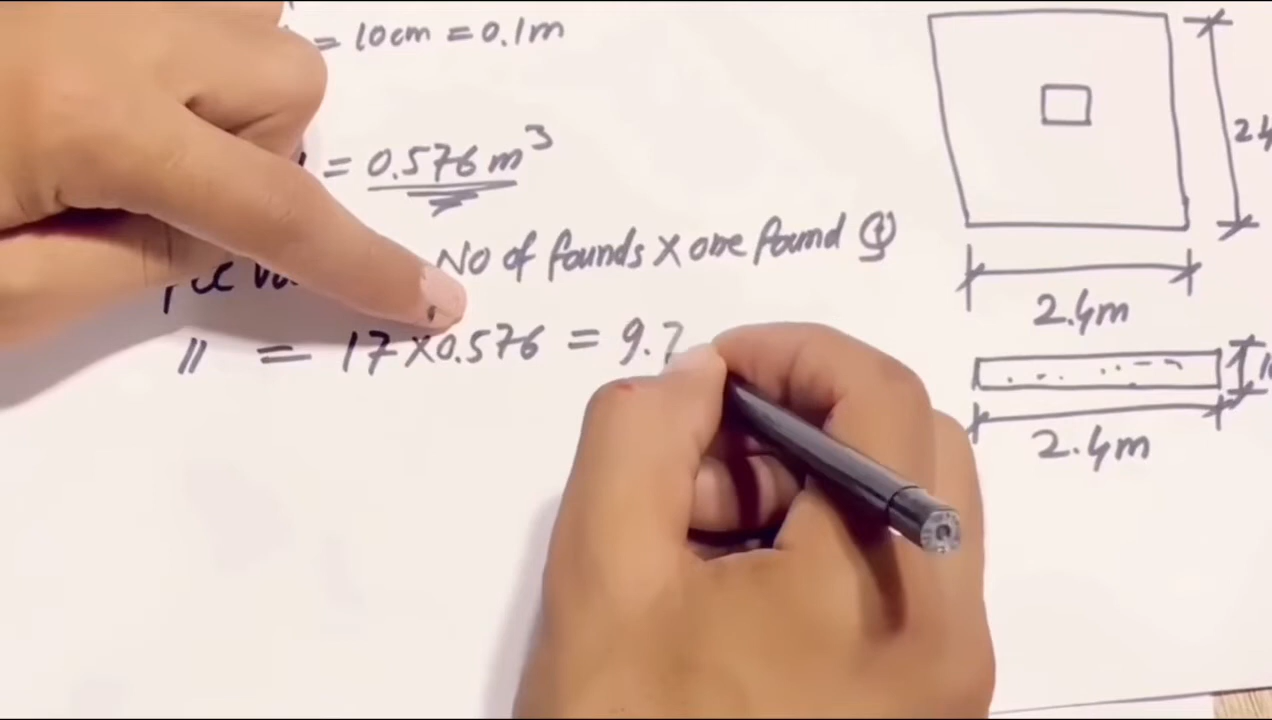 = 10cm = 0.1m
= 0.576 m³
No of founds × one found Q
〃 = 17×0.576 = 9.7
2.4m
2.4m